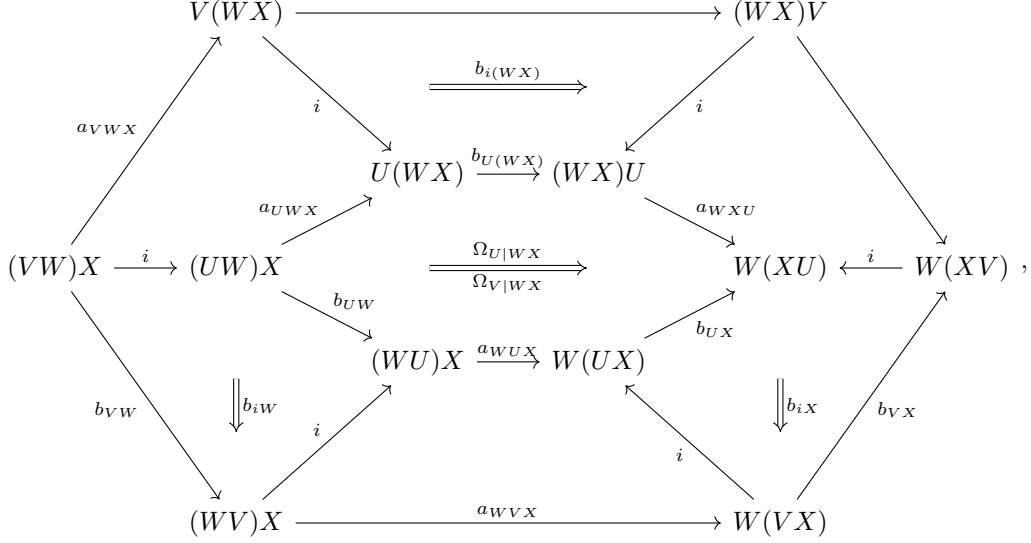 V(WX) (WX)V
b_{i(WX)}
i i
a_{VWX}
U(WX) b_{U(WX)} (WX)U
a_{UWX} a_{WXU}
(VW)X i (UW)X Ω_{U|WX} W(XU) i W(XV) ,
Ω_{V|WX}
b_{UW} b_{UX}
(WU)X a_{WUX} W(UX)
b_{VW} b_{iW} i i b_{iX} b_{VX}
(WV)X a_{WVX} W(VX)